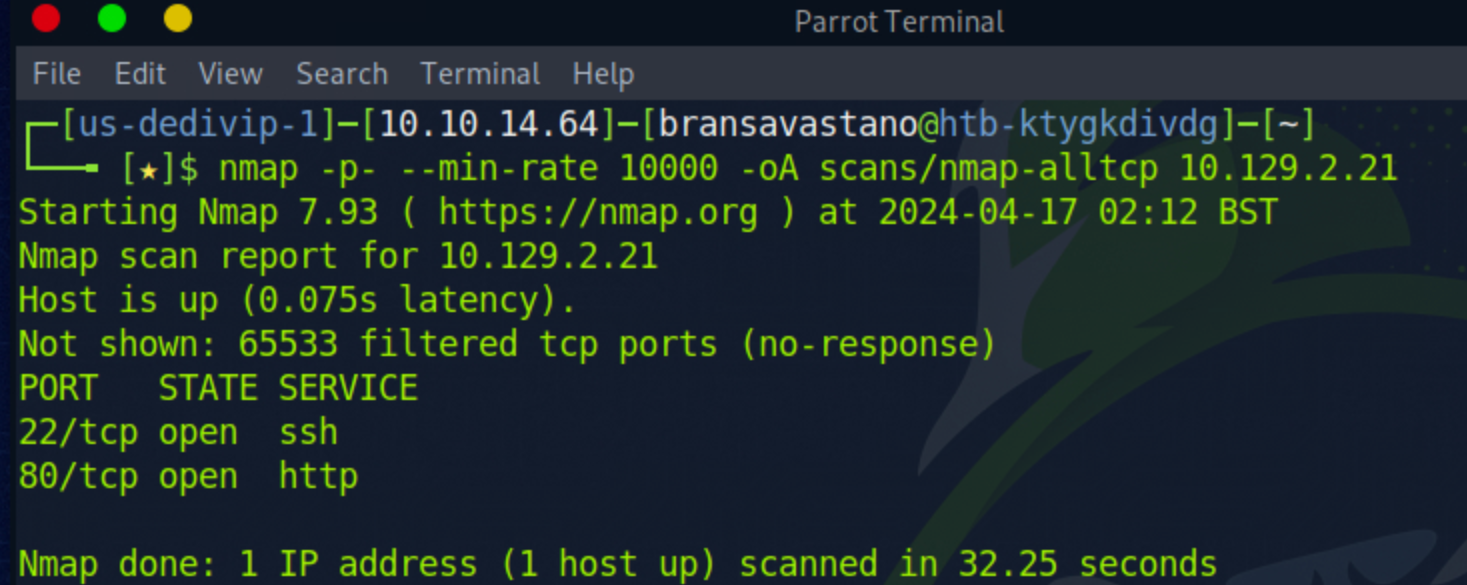 Parrot Terminal
File Edit View Search Terminal Help
┌─[us-dedivip-1]─[10.10.14.64]─[bransavastano@htb-ktygkdivdg]─[~]
└──╼ [★]$ nmap -p- --min-rate 10000 -oA scans/nmap-alltcp 10.129.2.21
Starting Nmap 7.93 ( https://nmap.org ) at 2024-04-17 02:12 BST
Nmap scan report for 10.129.2.21
Host is up (0.075s latency).
Not shown: 65533 filtered tcp ports (no-response)
PORT   STATE SERVICE
22/tcp open  ssh
80/tcp open  http
Nmap done: 1 IP address (1 host up) scanned in 32.25 seconds